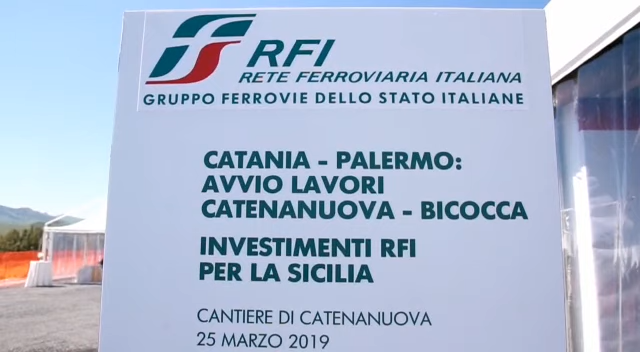 RFI
RETE FERROVIARIA ITALIANA
GRUPPO FERROVIE DELLO STATO ITALIANE
CATANIA - PALERMO:
AVVIO LAVORI
CATENANUOVA - BICOCCA
INVESTIMENTI RFI
PER LA SICILIA
CANTIERE DI CATENANUOVA
25 MARZO 2019